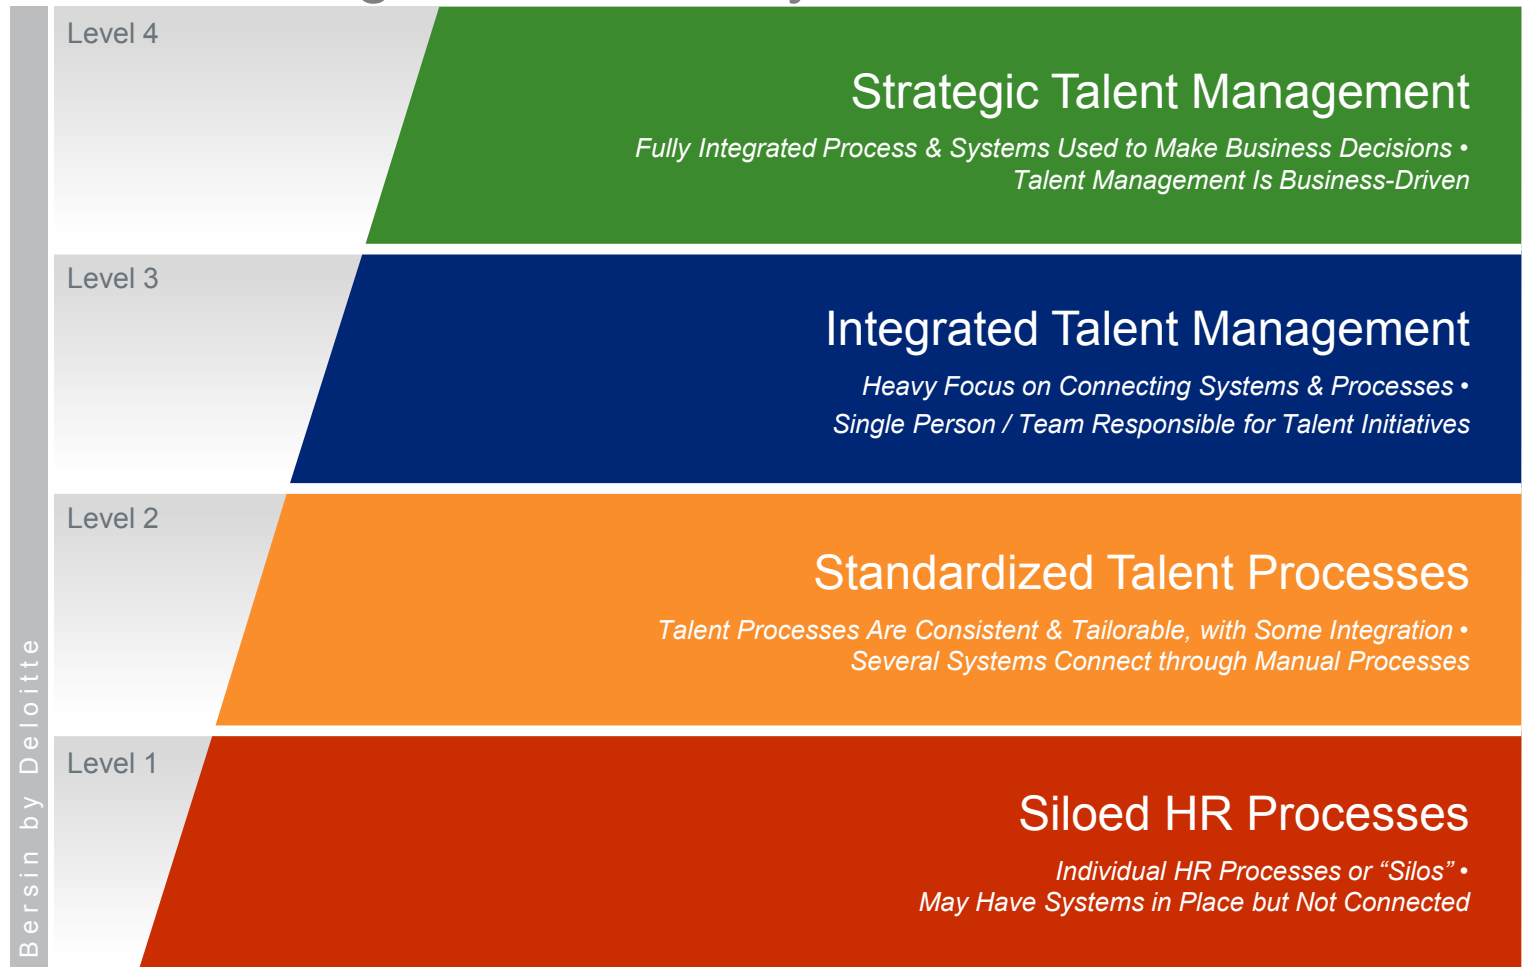 Level 4
Strategic Talent Management
Fully Integrated Process & Systems Used to Make Business Decisions •
Talent Management Is Business-Driven
Level 3
Integrated Talent Management
Heavy Focus on Connecting Systems & Processes •
Single Person / Team Responsible for Talent Initiatives
Level 2
Standardized Talent Processes
Talent Processes Are Consistent & Tailorable, with Some Integration •
Several Systems Connect through Manual Processes
Level 1
Siloed HR Processes
Individual HR Processes or “Silos” •
May Have Systems in Place but Not Connected
Bersin by Deloitte